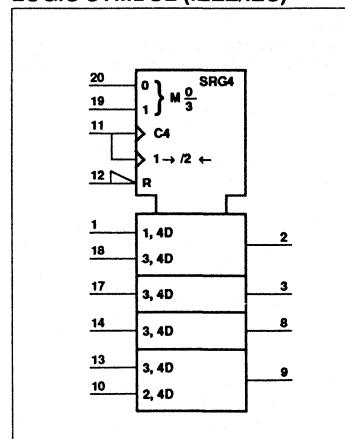 LOGIC SYMBOL (IEEE/IEC)
SRG4
20 0 } M 0/3
19 1
11 C4
1 → /2 ←
12 R
1 1, 4D 2
18 3, 4D
17 3, 4D 3
14 3, 4D 8
13 3, 4D 9
10 2, 4D